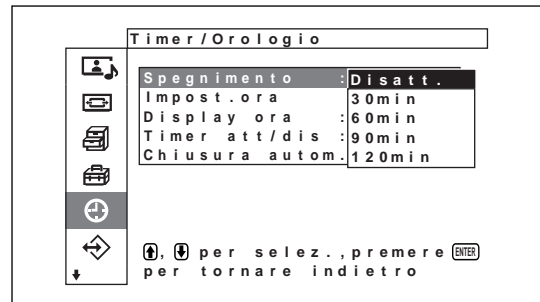 Timer/Orologio
Spegnimento :Disatt.
Impost.ora 30min
Display ora :60min
Timer att/dis :90min
Chiusura autom.120min
, per selez.,premere ENTER
per tornare indietro